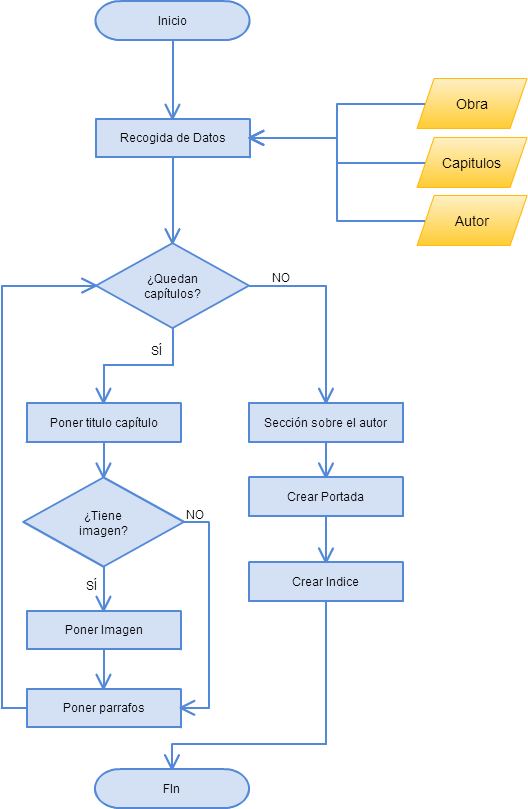 Inicio
Obra
Recogida de Datos
Capitulos
Autor
¿Quedan
capítulos?
NO
SÍ
Poner titulo capítulo
Sección sobre el autor
¿Tiene
imagen?
NO
Crear Portada
SÍ
Crear Indice
Poner Imagen
Poner parrafos
FIn